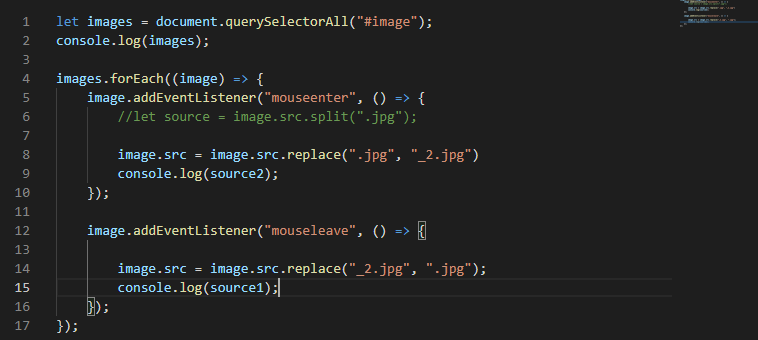 1 let images = document.querySelectorAll("#image");
2 console.log(images);
3
4 images.forEach((image) => {
5     image.addEventListener("mouseenter", () => {
6         //let source = image.src.split(".jpg");
7
8         image.src = image.src.replace(".jpg", "_2.jpg")
9         console.log(source2);
10     });
11
12     image.addEventListener("mouseleave", () => {
13
14         image.src = image.src.replace("_2.jpg", ".jpg");
15         console.log(source1);
16     });
17 });